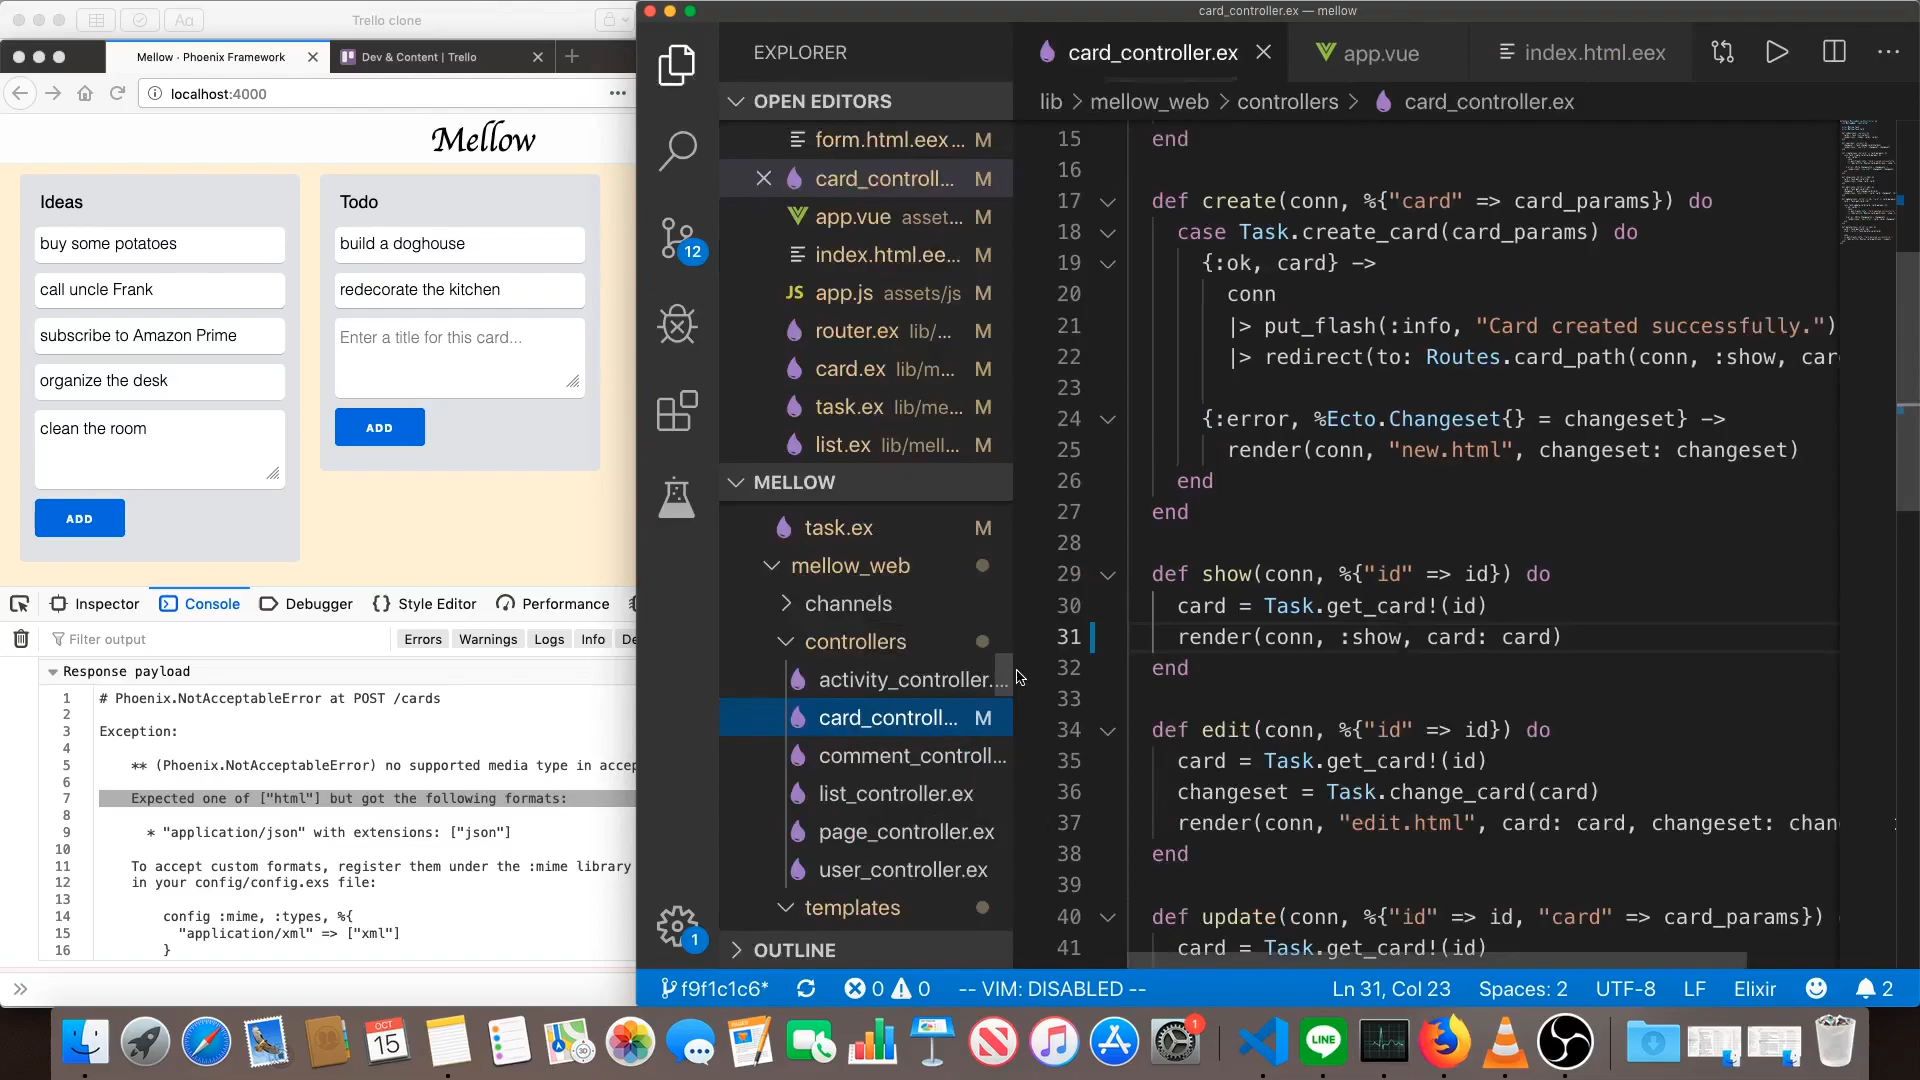 Trello clone
card_controller.ex — mellow
Mellow · Phoenix Framework
Dev & Content | Trello
localhost:4000
Mellow
Ideas
buy some potatoes
call uncle Frank
subscribe to Amazon Prime
organize the desk
clean the room
ADD
Todo
build a doghouse
redecorate the kitchen
Enter a title for this card...
ADD
Inspector
Console
Debugger
{} Style Editor
Performance
Filter output
Errors
Warnings
Logs
Info
De
Response payload
1 # Phoenix.NotAcceptableError at POST /cards
2
3 Exception:
4
5 ** (Phoenix.NotAcceptableError) no supported media type in accep
6
7 Expected one of ["html"] but got the following formats:
8
9 * "application/json" with extensions: ["json"]
10
11 To accept custom formats, register them under the :mime library
12 in your config/config.exs file:
13
14 config :mime, :types, %{
15 "application/xml" => ["xml"]
16 }
EXPLORER
OPEN EDITORS
form.html.eex... M
card_controll... M
app.vue asset... M
index.html.ee... M
JS app.js assets/js M
router.ex lib/... M
card.ex lib/m... M
task.ex lib/me... M
list.ex lib/mell... M
MELLOW
task.ex M
mellow_web
channels
controllers
activity_controller....
card_controll... M
comment_controll...
list_controller.ex
page_controller.ex
user_controller.ex
templates
OUTLINE
12
1
card_controller.ex
app.vue
index.html.eex
lib > mellow_web > controllers > card_controller.ex
15 end
16
17 def create(conn, %{"card" => card_params}) do
18 case Task.create_card(card_params) do
19 {:ok, card} ->
20 conn
21 |> put_flash(:info, "Card created successfully.")
22 |> redirect(to: Routes.card_path(conn, :show, car
23
24 {:error, %Ecto.Changeset{} = changeset} ->
25 render(conn, "new.html", changeset: changeset)
26 end
27 end
28
29 def show(conn, %{"id" => id}) do
30 card = Task.get_card!(id)
31 render(conn, :show, card: card)
32 end
33
34 def edit(conn, %{"id" => id}) do
35 card = Task.get_card!(id)
36 changeset = Task.change_card(card)
37 render(conn, "edit.html", card: card, changeset: chan
38 end
39
40 def update(conn, %{"id" => id, "card" => card_params})
41 card = Task.get_card!(id)
f9f1c1c6*
0
0
-- VIM: DISABLED --
Ln 31, Col 23
Spaces: 2
UTF-8
LF
Elixir
2
OCT
15
LINE
1